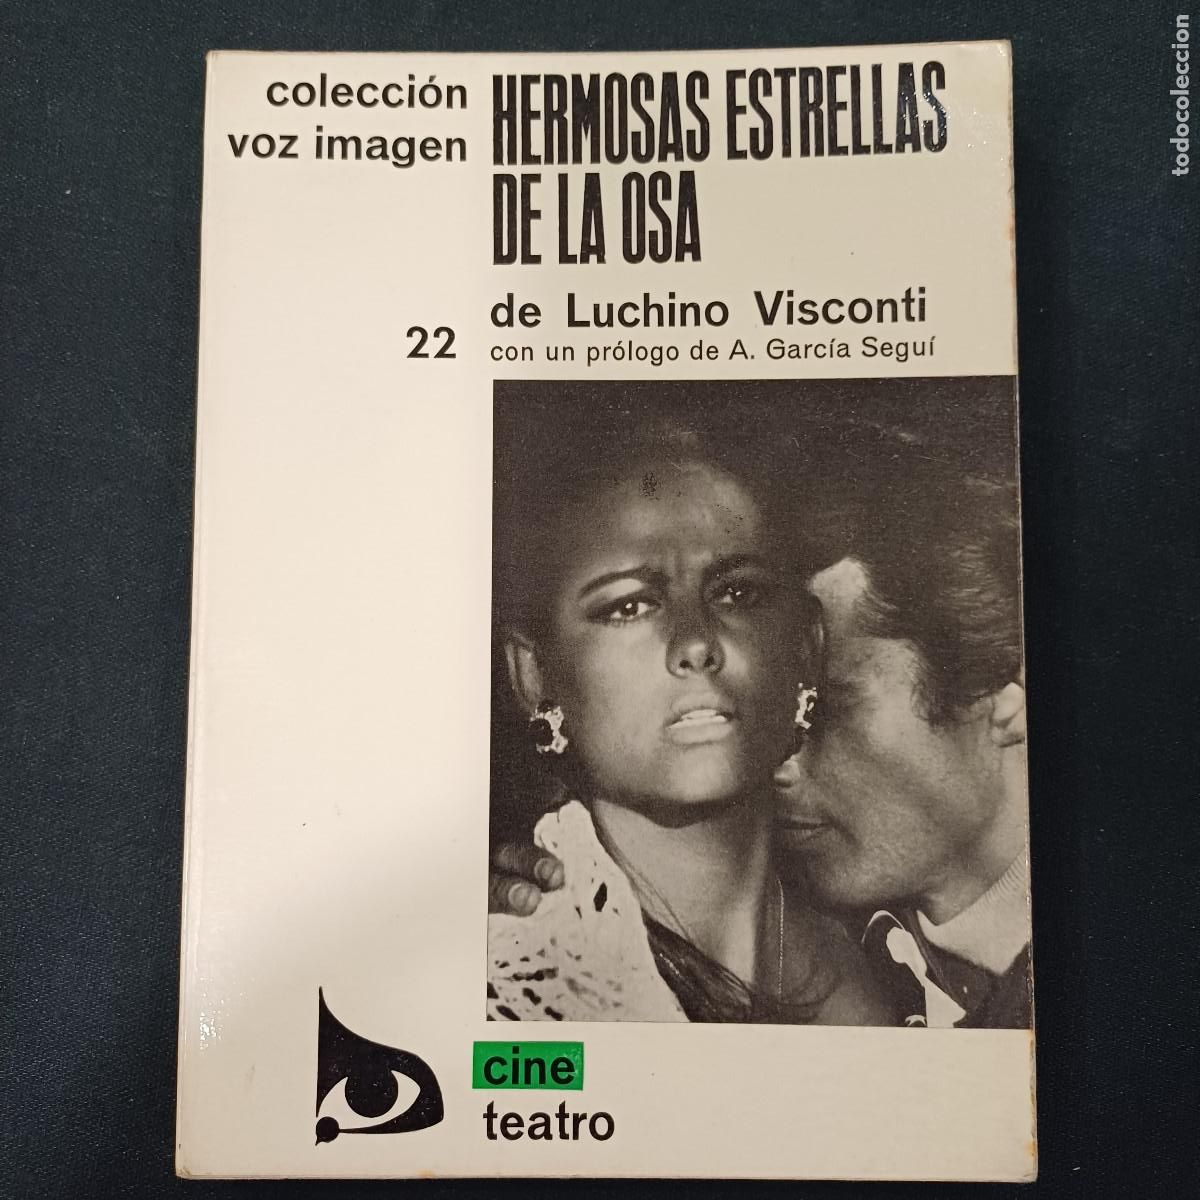 colección
voz imagen
HERMOSAS ESTRELLAS
DE LA OSA
de Luchino Visconti
22
con un prólogo de A. García Seguí
cine
teatro
todocoleccion